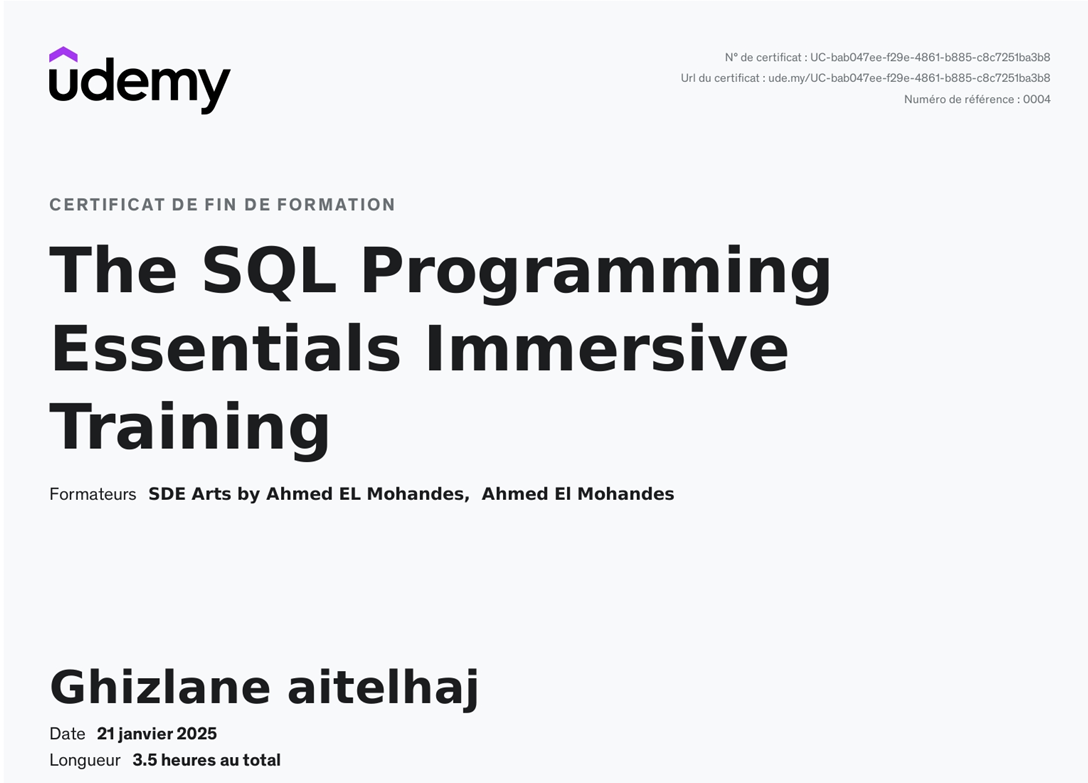 udemy
N° de certificat : UC-bab047ee-f29e-4861-b885-c8c7251ba3b8
Url du certificat : ude.my/UC-bab047ee-f29e-4861-b885-c8c7251ba3b8
Numéro de référence : 0004
CERTIFICAT DE FIN DE FORMATION
The SQL Programming
Essentials Immersive
Training
Formateurs SDE Arts by Ahmed EL Mohandes, Ahmed El Mohandes
Ghizlane aitelhaj
Date 21 janvier 2025
Longueur 3.5 heures au total